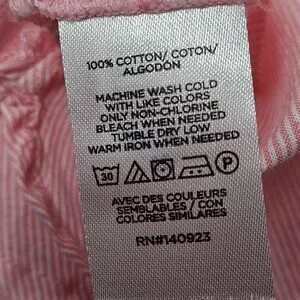 100% COTTON/ COTON/
ALGODON
MACHINE WASH COLD
WITH LIKE COLORS
ONLY NON-CHLORINE
BLEACH WHEN NEEDED
TUMBLE DRY LOW
WARM IRON WHEN NEEDED
30 P
AVEC DES COULEURS
SEMBLABLES / CON
COLORES SIMILARES
RN#140923